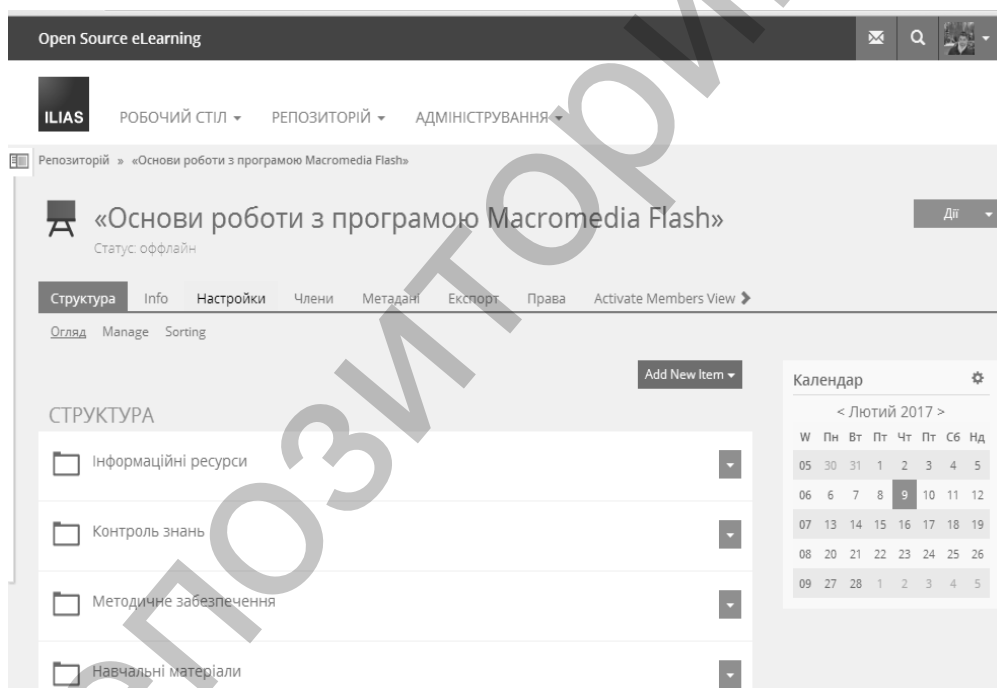 Open Source eLearning
ILIAS РОБОЧИЙ СТІЛ РЕПОЗИТОРІЙ АДМІНІСТРУВАННЯ
Репозиторій » «Основи роботи з програмою Macromedia Flash»
«Основи роботи з програмою Macromedia Flash» Дії
Статус: оффлайн
Структура Info Настройки Члени Метадані Експорт Права Activate Members View
Огляд Manage Sorting
Add New Item
СТРУКТУРА
Інформаційні ресурси
Контроль знань
Методичне забезпечення
Навчальні матеріали
Календар
< Лютий 2017 >
W Пн Вт Пт Чт Пт Сб Нд
05 30 31 1 2 3 4 5
06 6 7 8 9 10 11 12
07 13 14 15 16 17 18 19
08 20 21 22 23 24 25 26
09 27 28 1 2 3 4 5